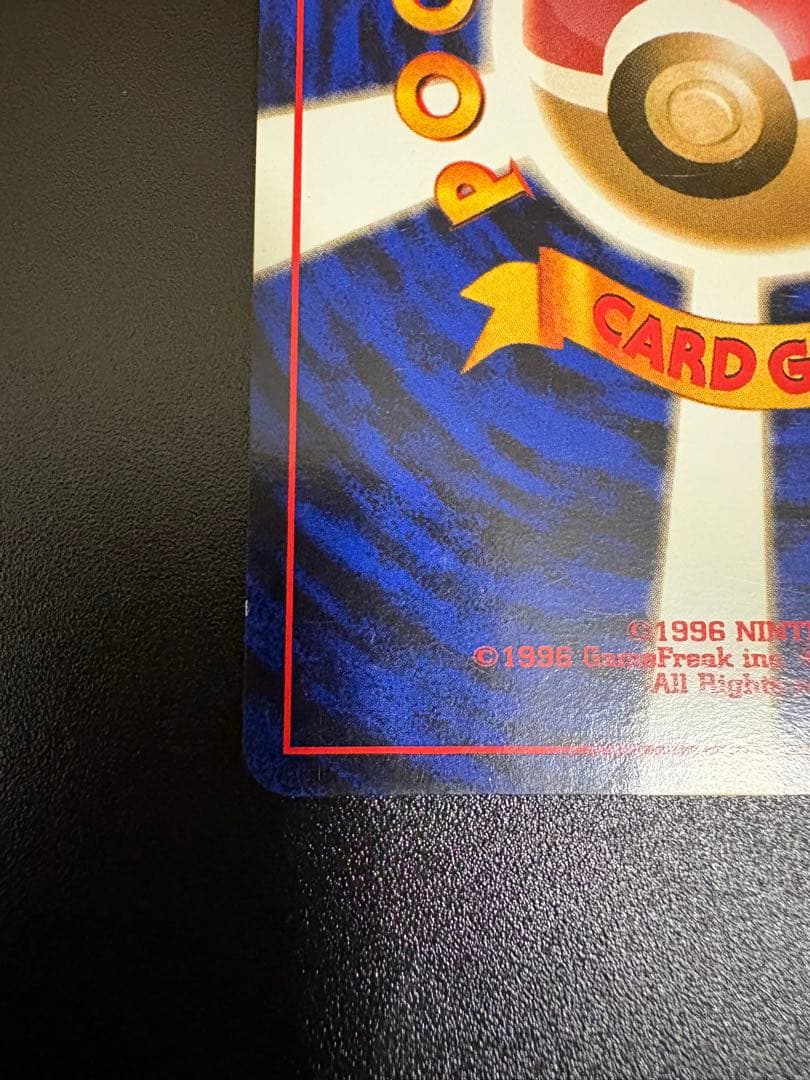 POC
CARD G
©1996 NINT
©1996 GameFreak inc.
All Rights